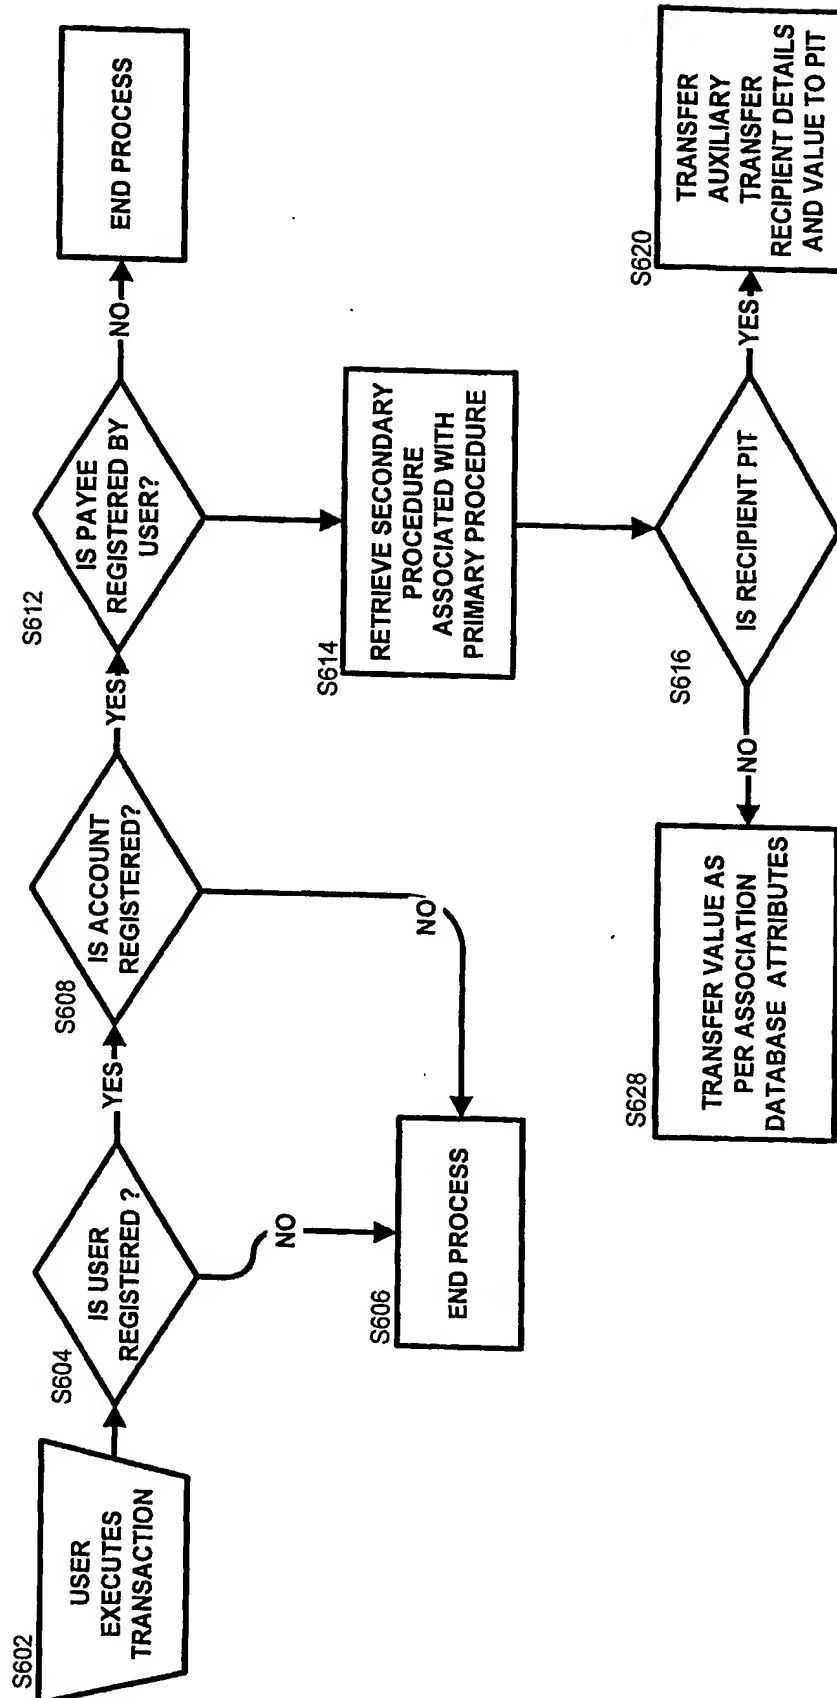 S602
USER
EXECUTES
TRANSACTION
S604
IS USER
REGISTERED ?
YES
NO
S606
END PROCESS
S608
IS ACCOUNT
REGISTERED?
YES
NO
S612
IS PAYEE
REGISTERED BY
USER?
NO
END PROCESS
S614
RETRIEVE SECONDARY
PROCEDURE
ASSOCIATED WITH
PRIMARY PROCEDURE
S616
IS RECIPIENT PIT
NO
S628
TRANSFER VALUE AS
PER ASSOCIATION
DATABASE ATTRIBUTES
YES
S620
TRANSFER
AUXILIARY
TRANSFER
RECIPIENT DETAILS
AND VALUE TO PIT